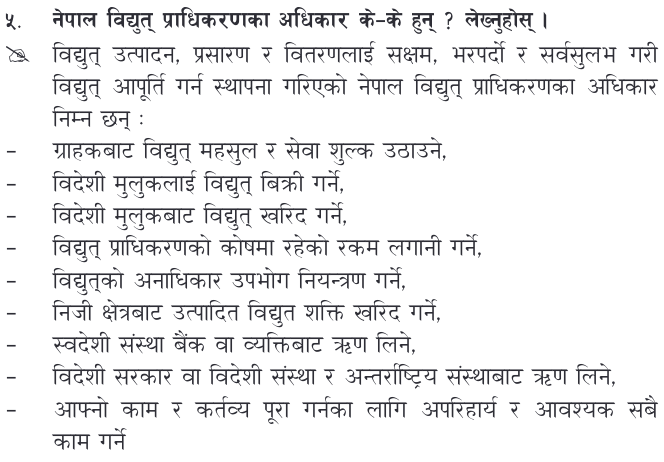 ५. नेपाल विद्युत् प्राधिकरणका अधिकार के-के हुन् ? लेख्नुहोस् ।
विद्युत् उत्पादन, प्रसारण र वितरणलाई सक्षम, भरपर्दो र सर्वसुलभ गरी
विद्युत् आपूर्ति गर्न स्थापना गरिएको नेपाल विद्युत् प्राधिकरणका अधिकार
निम्न छन् :
- ग्राहकबाट विद्युत् महसुल र सेवा शुल्क उठाउने,
- विदेशी मुलुकलाई विद्युत् बिक्री गर्ने,
- विदेशी मुलुकबाट विद्युत् खरिद गर्ने,
- विद्युत् प्राधिकरणको कोषमा रहेको रकम लगानी गर्ने,
- विद्युत्को अनाधिकार उपभोग नियन्त्रण गर्ने,
- निजी क्षेत्रबाट उत्पादित विद्युत शक्ति खरिद गर्ने,
- स्वदेशी संस्था बैंक वा व्यक्तिबाट ऋण लिने,
- विदेशी सरकार वा विदेशी संस्था र अन्तर्राष्ट्रिय संस्थाबाट ऋण लिने,
- आफ्नो काम र कर्तव्य पूरा गर्नका लागि अपरिहार्य र आवश्यक सबै
काम गर्ने